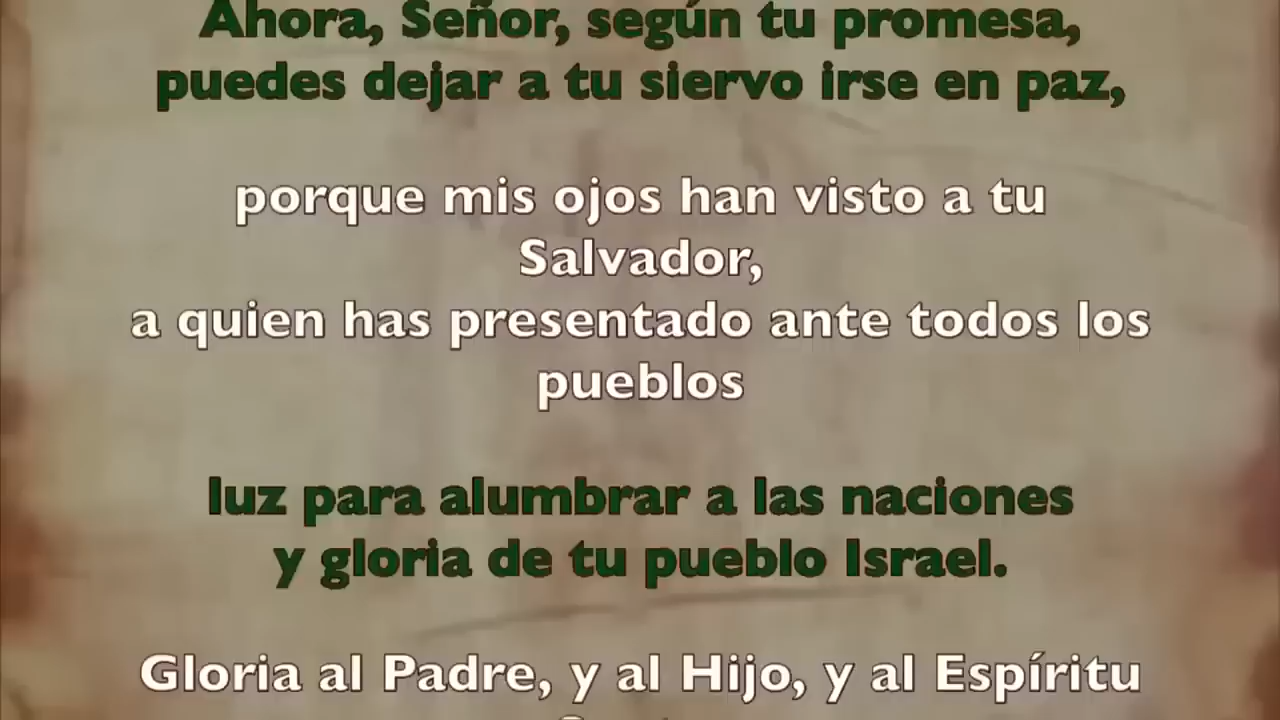 Ahora, Señor, según tu promesa,
puedes dejar a tu siervo irse en paz,
porque mis ojos han visto a tu
Salvador,
a quien has presentado ante todos los
pueblos
luz para alumbrar a las naciones
y gloria de tu pueblo Israel.
Gloria al Padre, y al Hijo, y al Espíritu